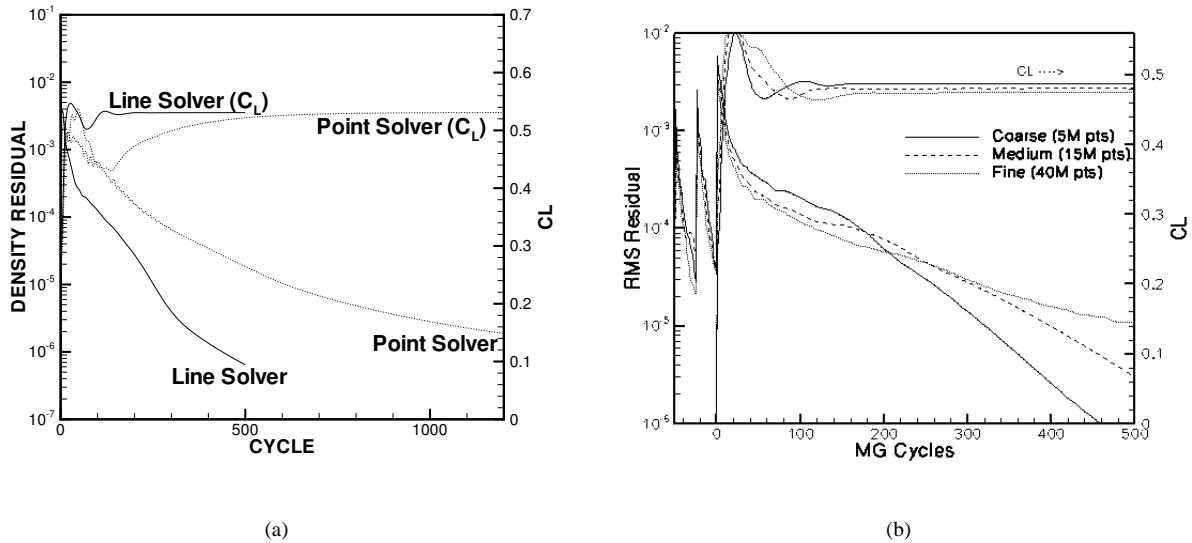 10^-1
10^-2
10^-3
10^-4
10^-5
10^-6
10^-7
DENSITY RESIDUAL
Line Solver (C_L)
Point Solver (C_L)
Point Solver
Line Solver
0
500
1000
CYCLE
0.7
0.6
0.5
0.4
0.3
0.2
0.1
0
CL
(a)
10^-2
10^-3
10^-4
10^-5
10^-6
RMS Residual
CL
Coarse (5M pts)
Medium (15M pts)
Fine (40M pts)
0
100
200
300
400
500
MG Cycles
0.5
0.4
0.3
0.2
0.1
0
CL
(b)